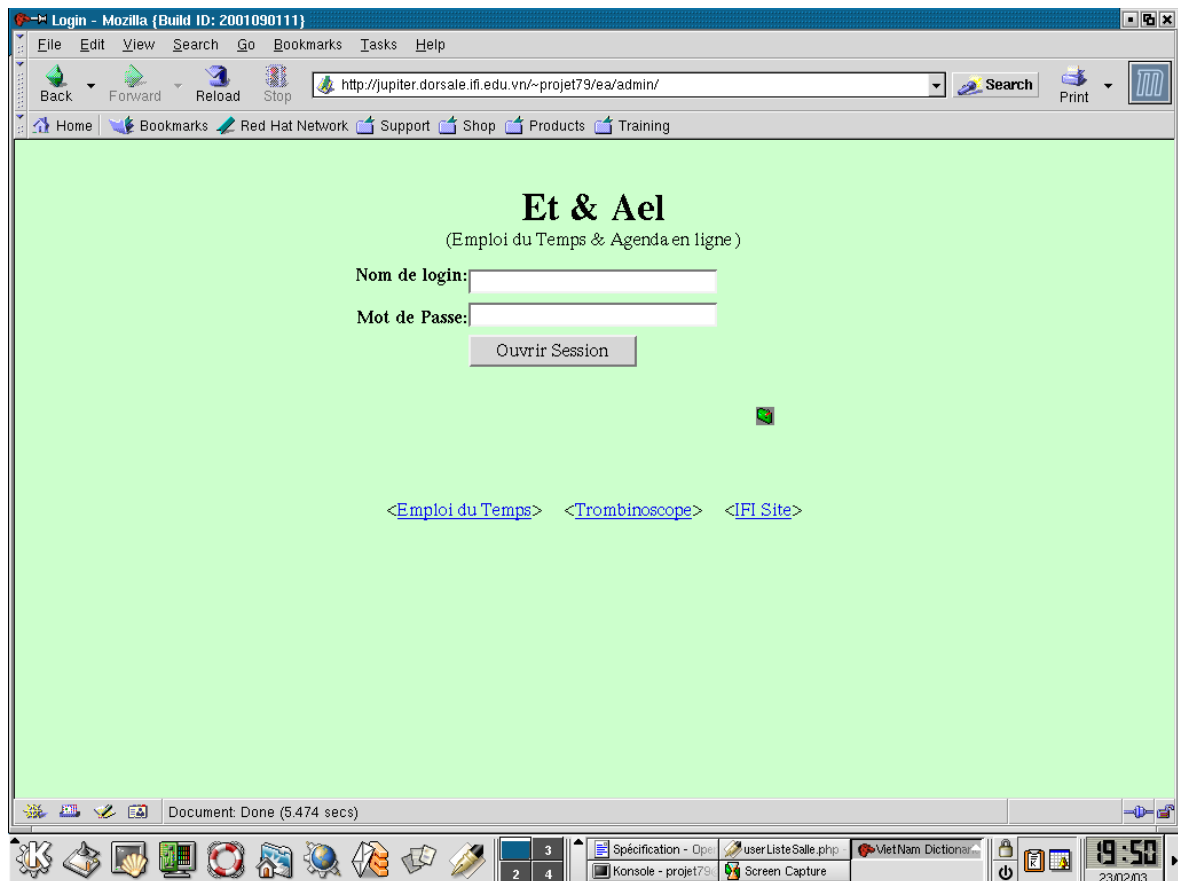 Login - Mozilla {Build ID: 2001090111}
File Edit View Search Go Bookmarks Tasks Help
Back Forward Reload Stop http://jupiter.dorsale.ifi.edu.vn/~projet79/ea/admin/ Search Print
Home Bookmarks Red Hat Network Support Shop Products Training
Et & Ael
(Emploi du Temps & Agenda en ligne )
Nom de login:
Mot de Passe:
Ouvrir Session
<Emploi du Temps> <Trombinoscope> <IFI Site>
Document: Done (5.474 secs)
3 Spécification - Ope userListeSalle.php - VietNam Dictionar 19:50
2 4 Konsole - projet79 Screen Capture 23/02/03